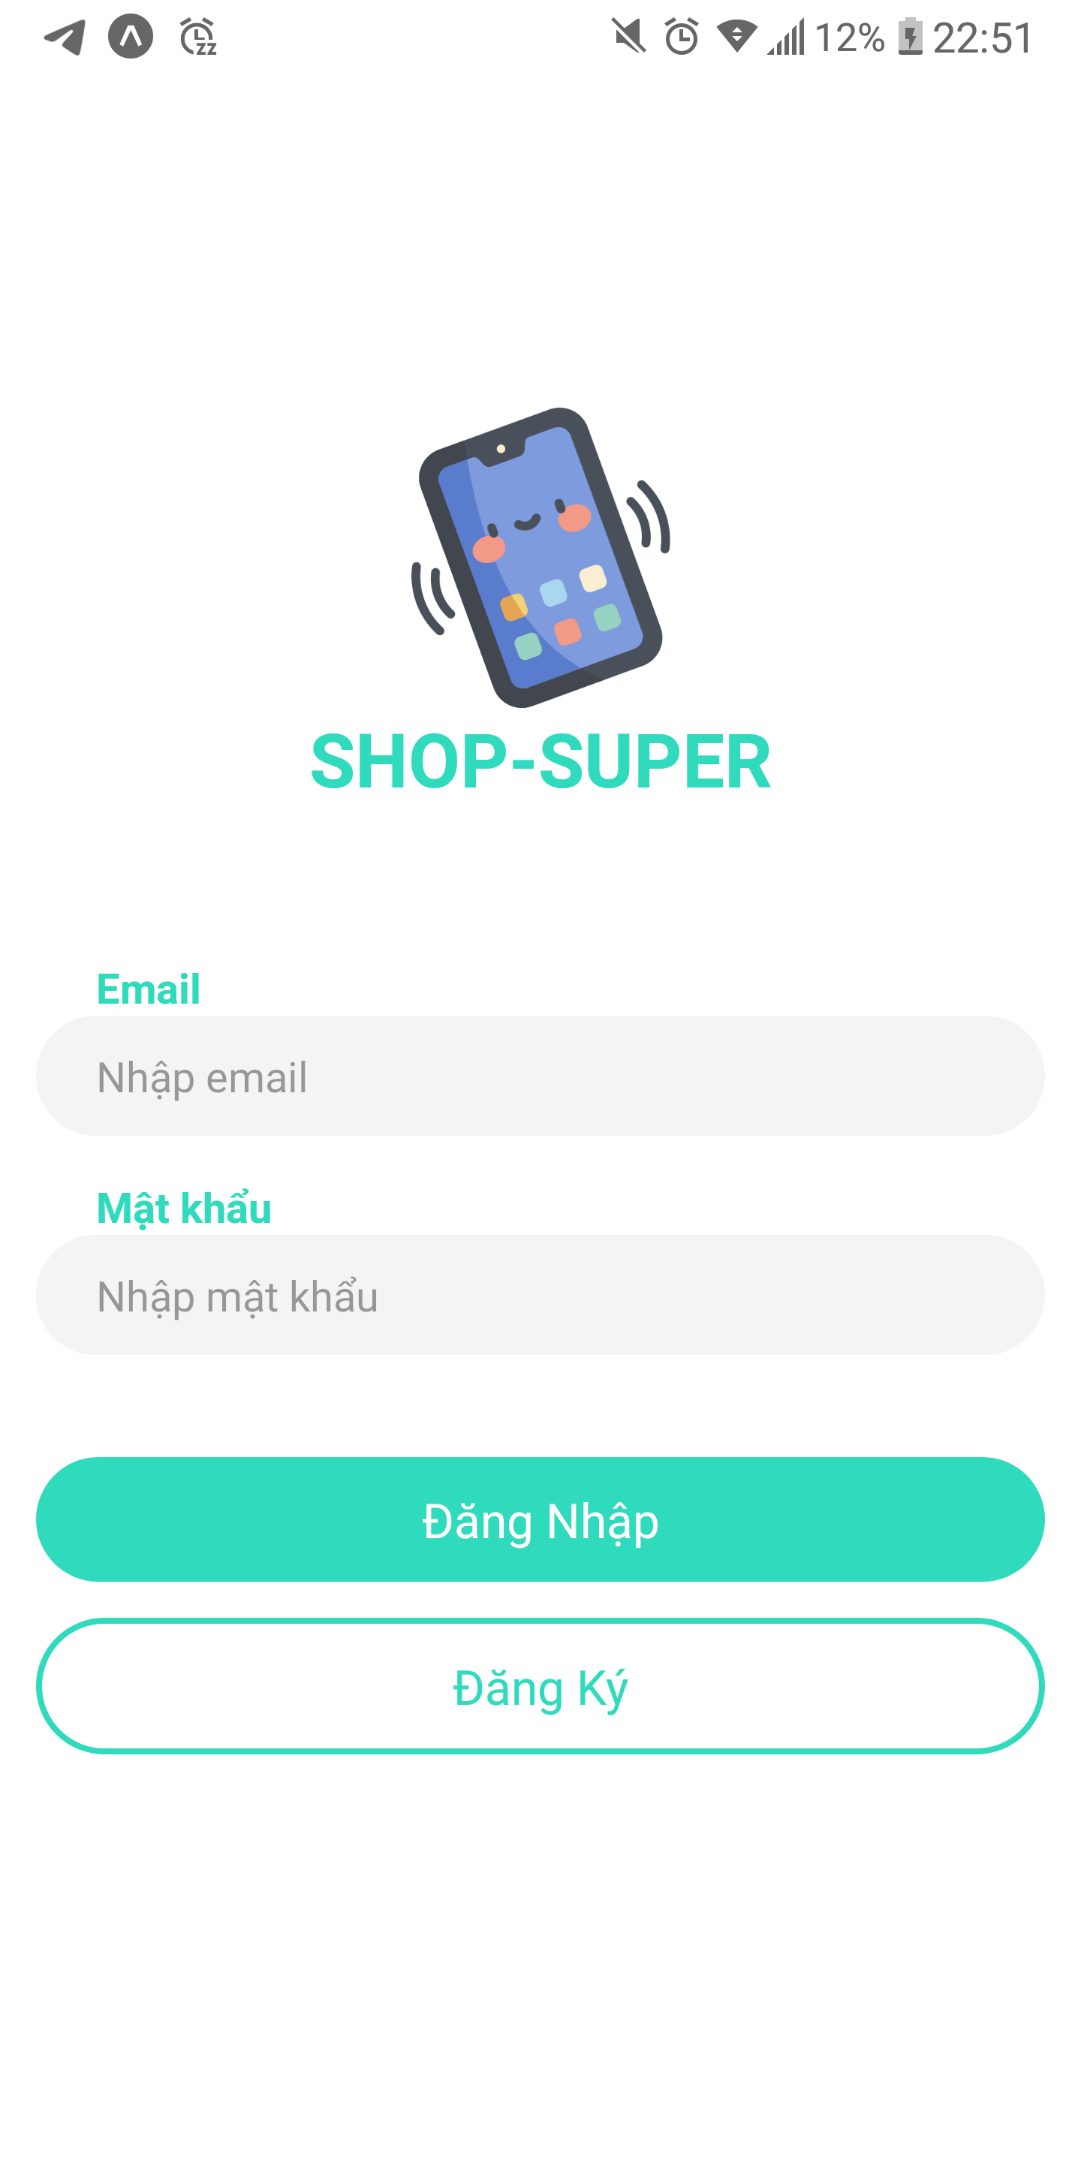 12% 22:51
SHOP-SUPER
Email
Nhập email
Mật khẩu
Nhập mật khẩu
Đăng Nhập
Đăng Ký